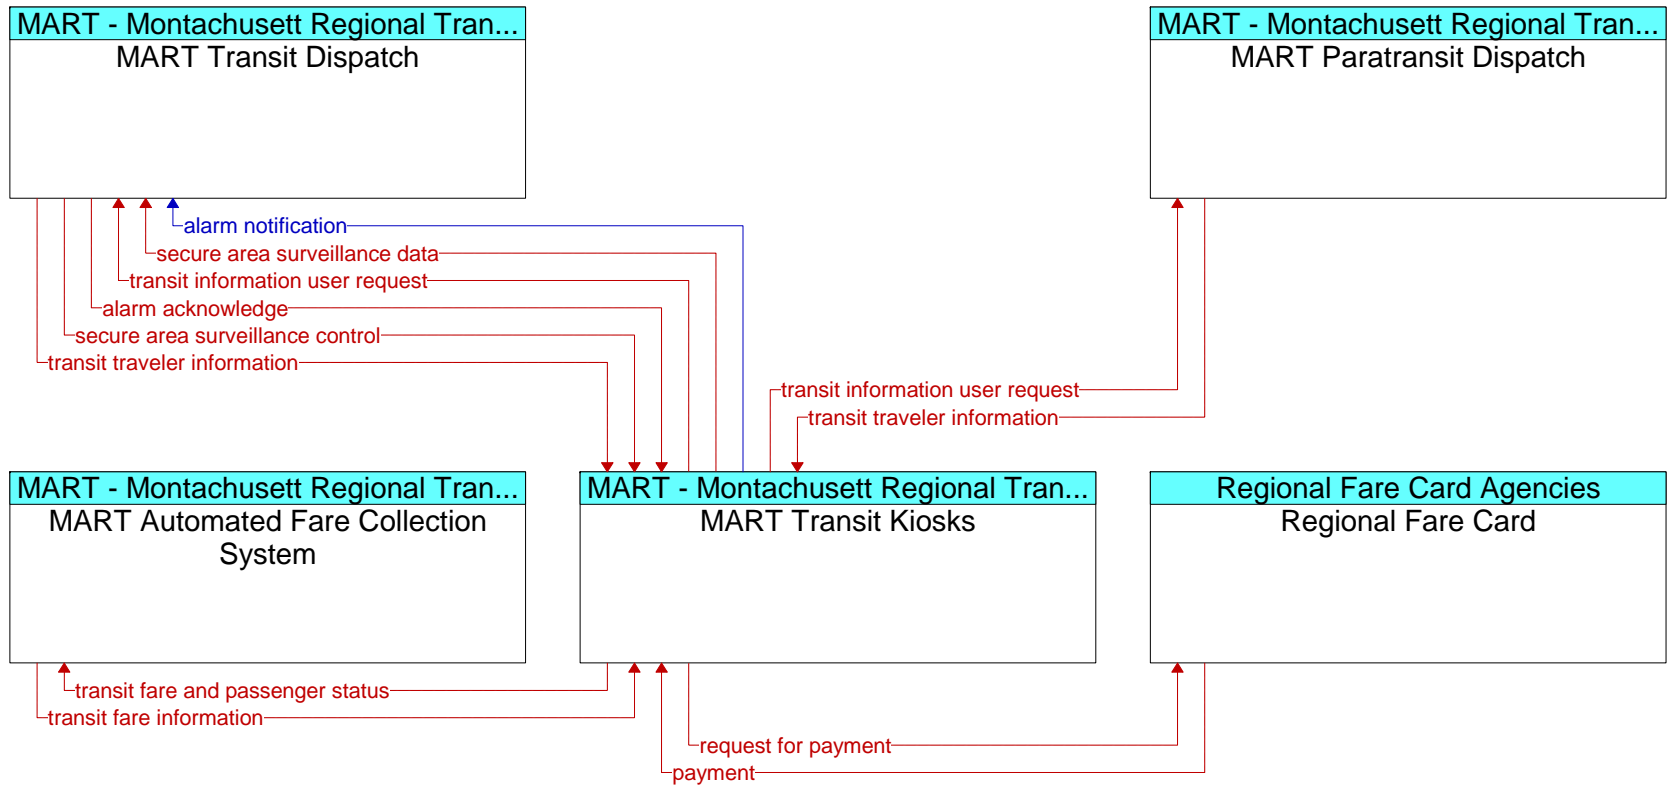 MART - Montachusett Regional Tran...
MART Transit Dispatch
MART - Montachusett Regional Tran...
MART Paratransit Dispatch
alarm notification
secure area surveillance data
transit information user request
alarm acknowledge
secure area surveillance control
transit traveler information
transit information user request
transit traveler information
MART - Montachusett Regional Tran...
MART Automated Fare Collection
System
MART - Montachusett Regional Tran...
MART Transit Kiosks
Regional Fare Card Agencies
Regional Fare Card
transit fare and passenger status
transit fare information
request for payment
payment